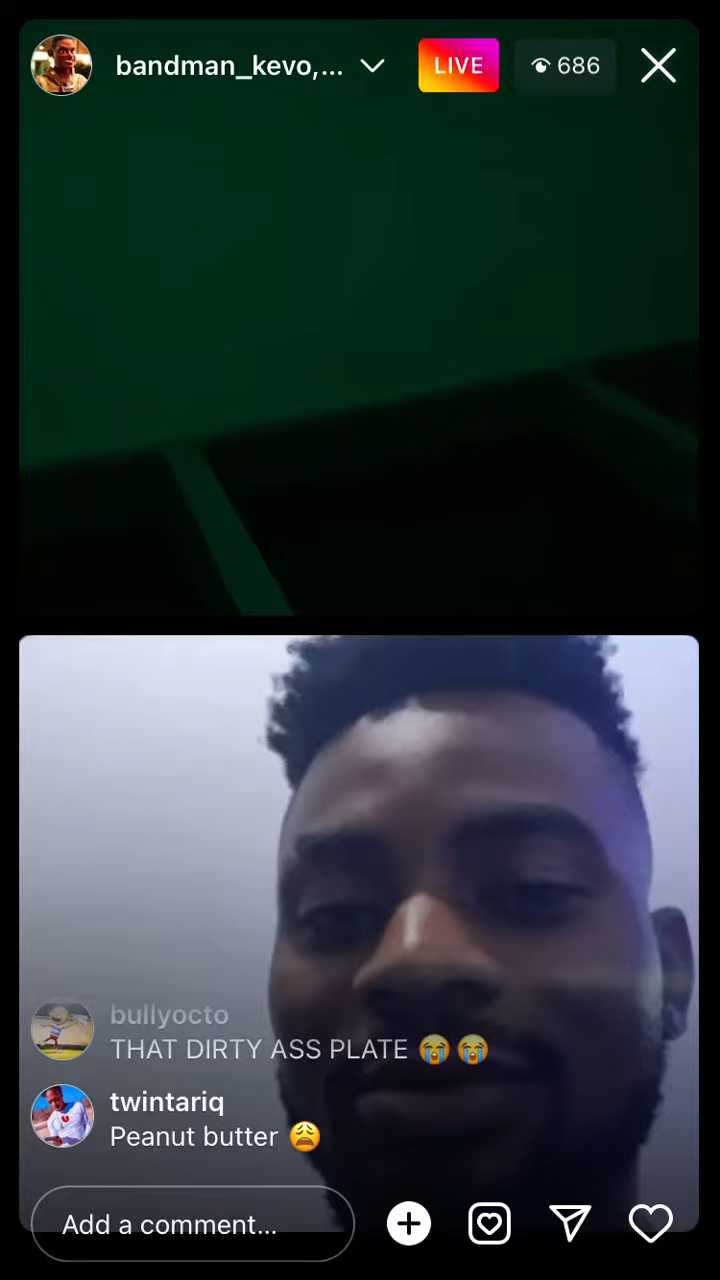 bandman_kevo,...
LIVE
686
bullyocto
THAT DIRTY ASS PLATE 😭😭
twintariq
Peanut butter 😩
Add a comment...